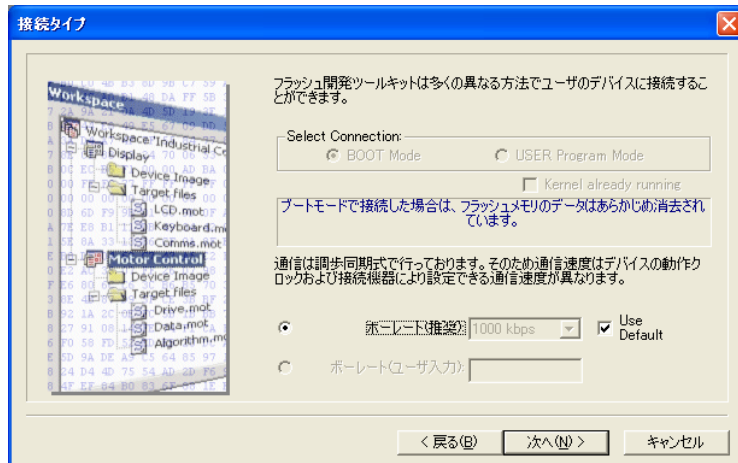 接続タイプ
Workspace
Workspace 'Industrial Co
Display
Device Image
Target files
LCD.mot
Keyboard.m
Comms.mot
Motor Control
Device Image
Target files
Drive.mot
Data.mot
Algorithm.mo
フラッシュ開発ツールキットは多くの異なる方法でユーザのデバイスに接続するこ
とができます。
Select Connection:
BOOT Mode
USER Program Mode
Kernel already running
ブートモードで接続した場合は、フラッシュメモリのデータはあらかじめ消去され
ています。
通信は調歩同期式で行っております。そのため通信速度はデバイスの動作ク
ロックおよび接続機器により設定できる通信速度が異なります。
ボーレート(推奨):
1000 kbps
Use
Default
ボーレート(ユーザ入力):
< 戻る(B)
次へ(N) >
キャンセル